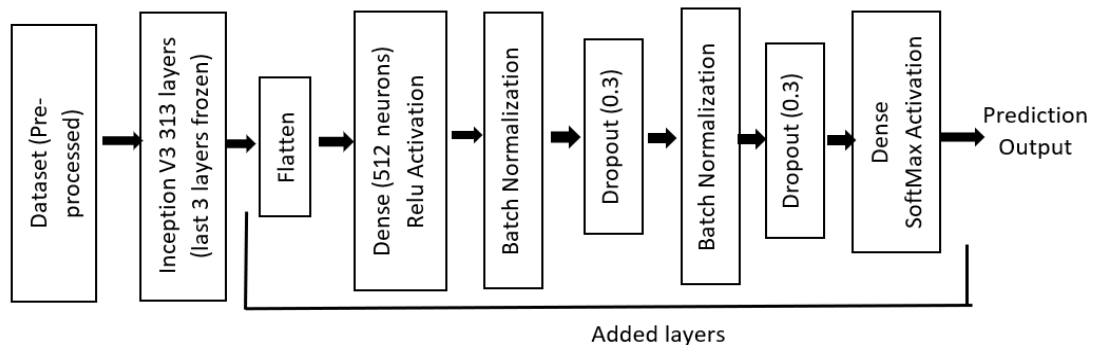 Dataset (Pre-
processed)
Inception V3 313 layers
(last 3 layers frozen)
Flatten
Dense (512 neurons)
Relu Activation
Batch Normalization
Dropout (0.3)
Batch Normalization
Dropout (0.3)
Dense
SoftMax Activation
Prediction
Output
Added layers